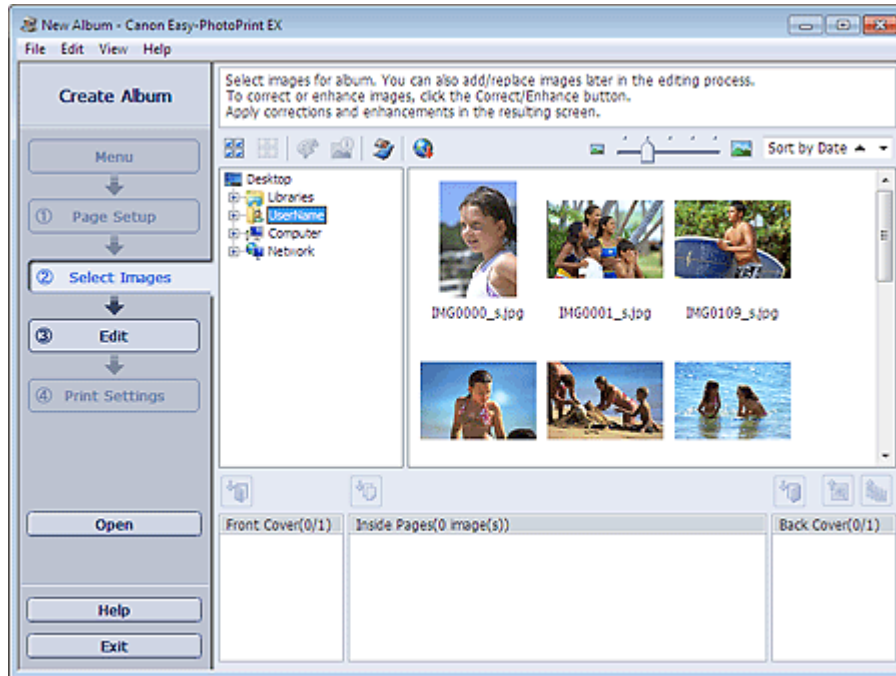 New Album - Canon Easy-PhotoPrint EX
File Edit View Help
Create Album
Menu
① Page Setup
② Select Images
③ Edit
④ Print Settings
Open
Help
Exit
Select images for album. You can also add/replace images later in the editing process.
To correct or enhance images, click the Correct/Enhance button.
Apply corrections and enhancements in the resulting screen.
Sort by Date
Desktop
Libraries
UserName
Computer
Network
IMG0000_s.jpg IMG0001_s.jpg IMG0109_s.jpg
Front Cover(0/1) Inside Pages(0 image(s)) Back Cover(0/1)